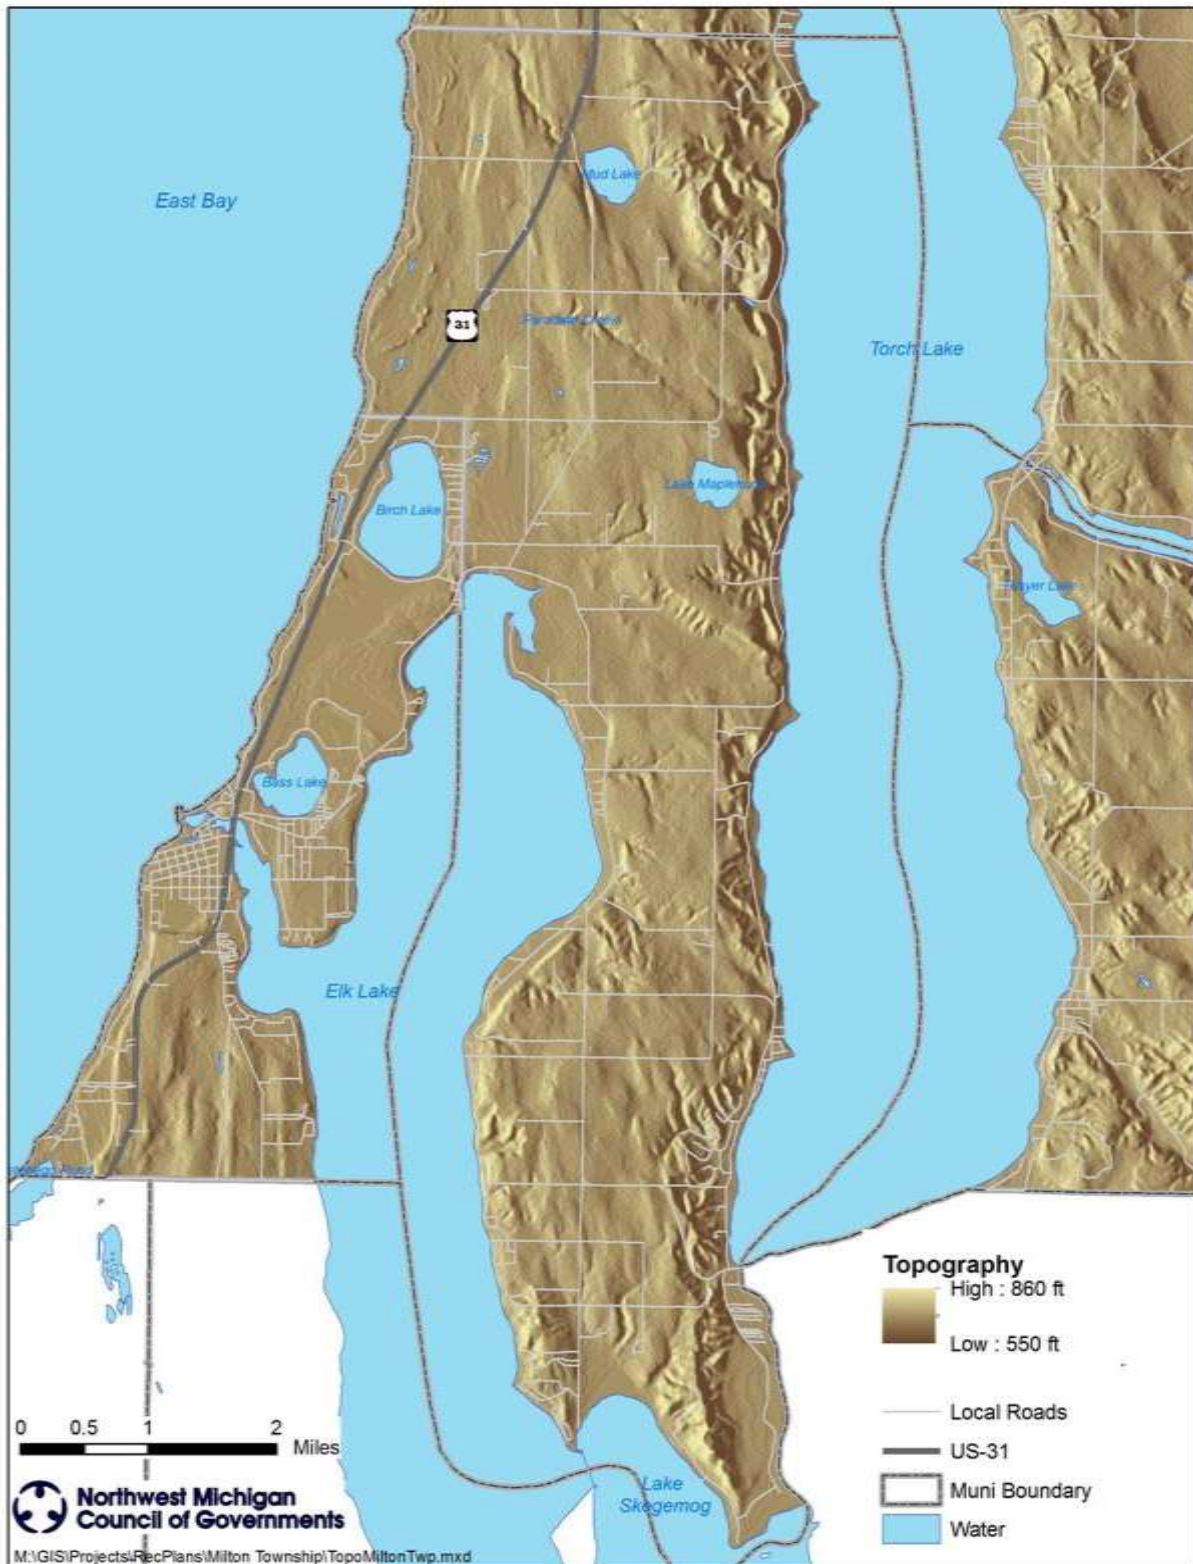 East Bay
Mud Lake
31
Torch Lake
Birch Lake
Lake
Lake
Bass Lake
Elk Lake
Topography
High : 860 ft
Low : 550 ft
Local Roads
US-31
Muni Boundary
Water
0 0.5 1 2
Miles
Northwest Michigan
Council of Governments
Lake
Skegemog
M:\GIS\Projects\RecPlans\Milton Township\TopoMiltonTwp.mxd